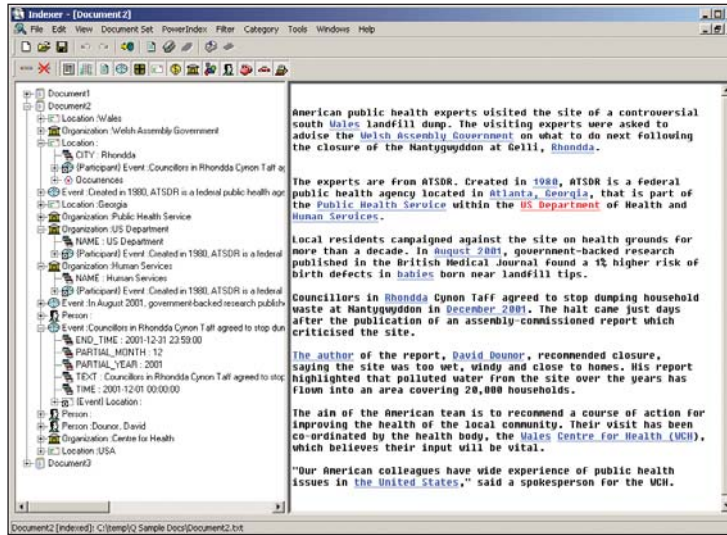 Indexer - [Document2]
File Edit View Document Set PowerIndex Filter Category Tools Windows Help
Document1
Document2
Location :Wales
Organization :Welsh Assembly Government
Location :
CITY : Rhondda
(Participant) Event :Councillors in Rhondda Cynon Taff ag
Occurences
Event :Created in 1980, ATSDR is a federal public health age
Location :Georgia
Organization :Public Health Service
Organization :US Department
NAME : US Department
(Participant) Event :Created in 1980, ATSDR is a federal
Organization :Human Services
NAME : Human Services
(Participant) Event :Created in 1980, ATSDR is a federal
Event :In August 2001, government-backed research publish
Person :
Event :Councillors in Rhondda Cynon Taff agreed to stop dun
END_TIME : 2001-12-31 23:59:00
PARTIAL_MONTH : 12
PARTIAL_YEAR : 2001
TEXT : Councillors in Rhondda Cynon Taff agreed to stop
TIME : 2001-12-01 00:00:00
(Event) Location :
Person :
Person :Dounor, David
Organization :Centre for Health
Location :USA
Document3
American public health experts visited the site of a controversial
south Wales landfill dump. The visiting experts were asked to
advise the Welsh Assembly Government on what to do next following
the closure of the Nantygwyddon at Gelli, Rhondda.
The experts are from ATSDR. Created in 1980, ATSDR is a federal
public health agency located in Atlanta, Georgia, that is part of
the Public Health Service within the US Department of Health and
Human Services.
Local residents campaigned against the site on health grounds for
more than a decade. In August 2001, government-backed research
published in the British Medical Journal found a 1% higher risk of
birth defects in babies born near landfill tips.
Councillors in Rhondda Cynon Taff agreed to stop dumping household
waste at Nantygwyddon in December 2001. The halt came just days
after the publication of an assembly-commissioned report which
criticised the site.
The author of the report, David Dounor, recommended closure,
saying the site was too wet, windy and close to homes. His report
highlighted that polluted water from the site over the years has
flown into an area covering 20,000 households.
The aim of the American team is to recommend a course of action for
improving the health of the local community. Their visit has been
co-ordinated by the health body, the Wales Centre for Health (WCH),
which believes their input will be vital.
"Our American colleagues have wide experience of public health
issues in the United States," said a spokesperson for the WCH.
Document2 [indexed]: C:\temp\Q Sample Docs\Document2.txt